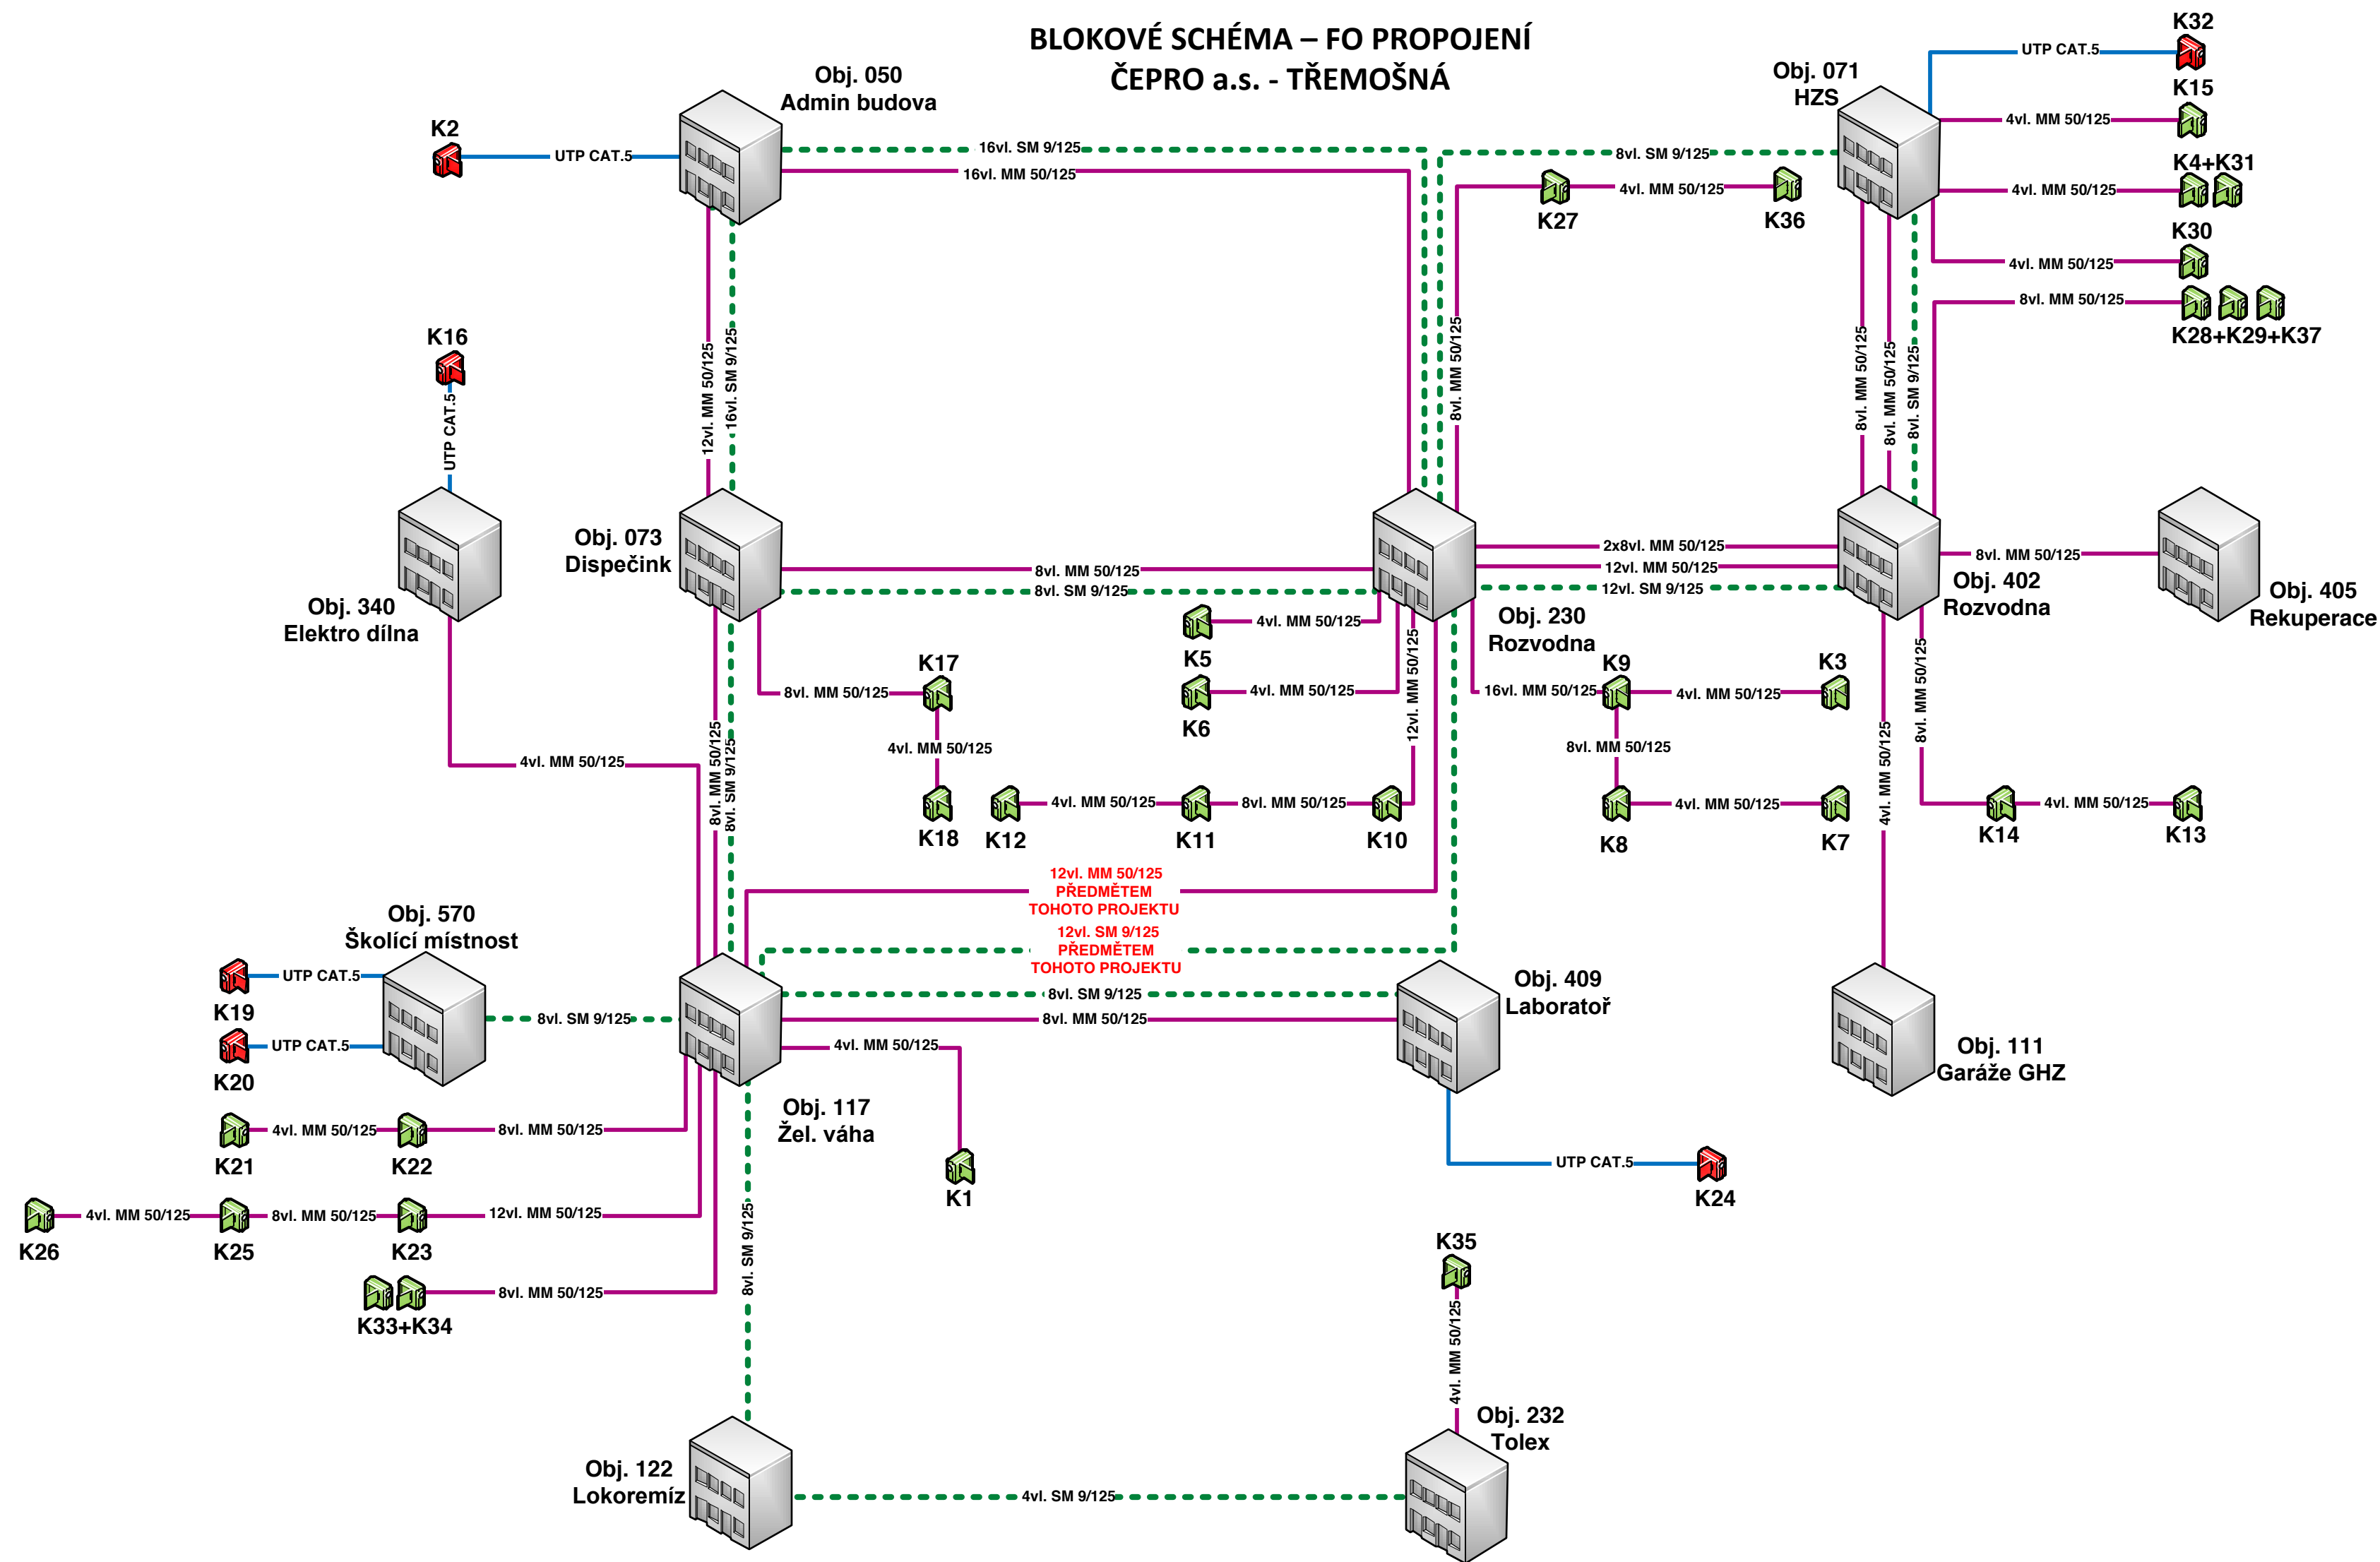 BLOKOVÉ SCHÉMA – FO PROPOJENÍ
ČEPRO a.s. - TŘEMOŠNÁ
Obj. 050
Admin budova
Obj. 071
HZS
K32
UTP CAT.5
K15
4vl. MM 50/125
K2
UTP CAT.5
16vl. SM 9/125
16vl. MM 50/125
8vl. SM 9/125
K4+K31
4vl. MM 50/125
K27
4vl. MM 50/125
K36
K30
4vl. MM 50/125
8vl. MM 50/125
K28+K29+K37
K16
UTP CAT.5
12vl. MM 50/125
16vl. SM 9/125
8vl. MM 50/125
8vl. MM 50/125
8vl. MM 50/125
8vl. SM 9/125
Obj. 073
Dispečink
Obj. 340
Elektro dílna
8vl. MM 50/125
8vl. SM 9/125
2x8vl. MM 50/125
12vl. MM 50/125
12vl. SM 9/125
Obj. 230
Rozvodna
Obj. 402
Rozvodna
8vl. MM 50/125
Obj. 405
Rekuperace
K5
4vl. MM 50/125
K6
4vl. MM 50/125
12vl. MM 50/125
K17
8vl. MM 50/125
4vl. MM 50/125
K18
K9
16vl. MM 50/125
4vl. MM 50/125
K3
8vl. MM 50/125
K8
4vl. MM 50/125
K7
8vl. MM 50/125
4vl. MM 50/125
K14
4vl. MM 50/125
K13
K12
4vl. MM 50/125
K11
8vl. MM 50/125
K10
4vl. MM 50/125
8vl. MM 50/125
8vl. SM 9/125
12vl. MM 50/125
PŘEDMĚTEM
TOHOTO PROJEKTU
12vl. SM 9/125
PŘEDMĚTEM
TOHOTO PROJEKTU
Obj. 570
Školící místnost
K19
UTP CAT.5
K20
UTP CAT.5
8vl. SM 9/125
8vl. SM 9/125
8vl. MM 50/125
4vl. MM 50/125
Obj. 409
Laboratoř
Obj. 111
Garáže GHZ
Obj. 117
Žel. váha
K21
4vl. MM 50/125
K22
8vl. MM 50/125
K1
UTP CAT.5
K24
K26
4vl. MM 50/125
K25
8vl. MM 50/125
K23
12vl. MM 50/125
K33+K34
8vl. MM 50/125
8vl. SM 9/125
K35
4vl. MM 50/125
Obj. 232
Tolex
Obj. 122
Lokoremíz
4vl. SM 9/125